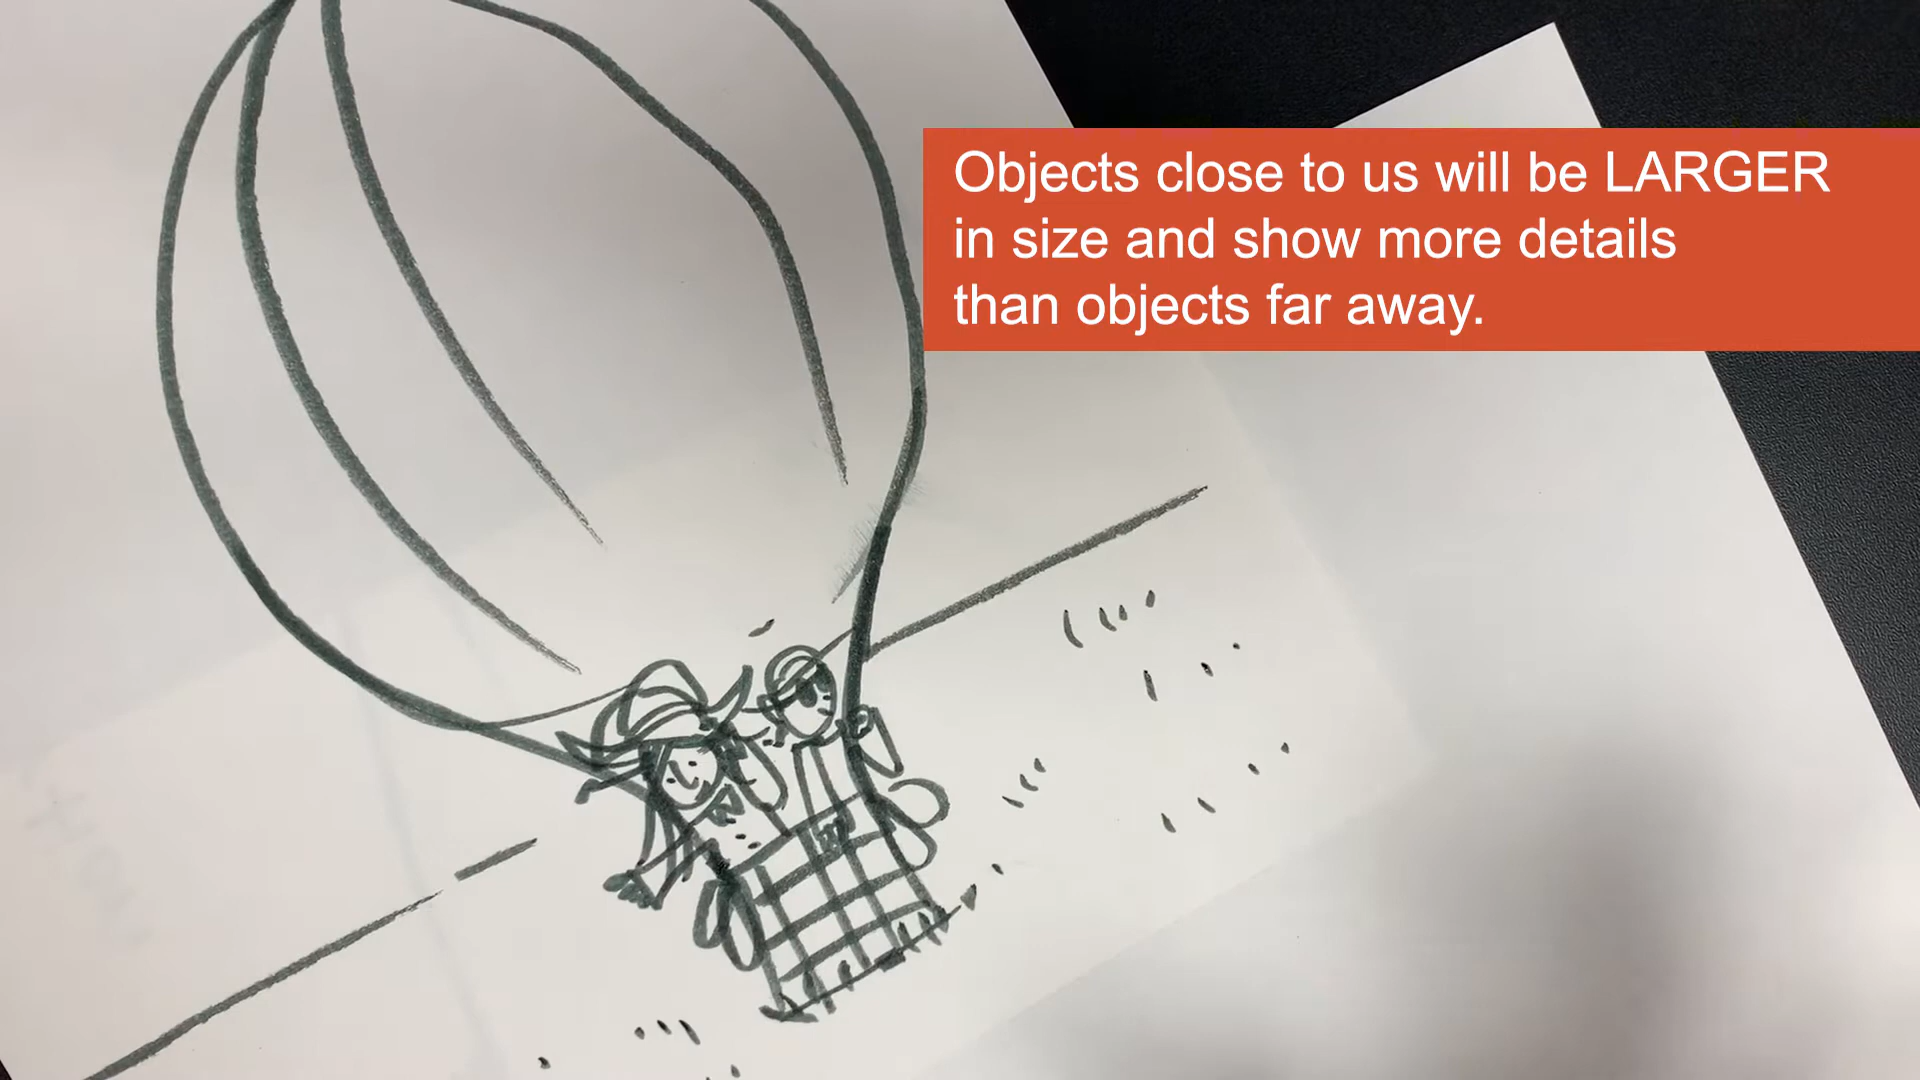 Objects close to us will be LARGER
in size and show more details
than objects far away.